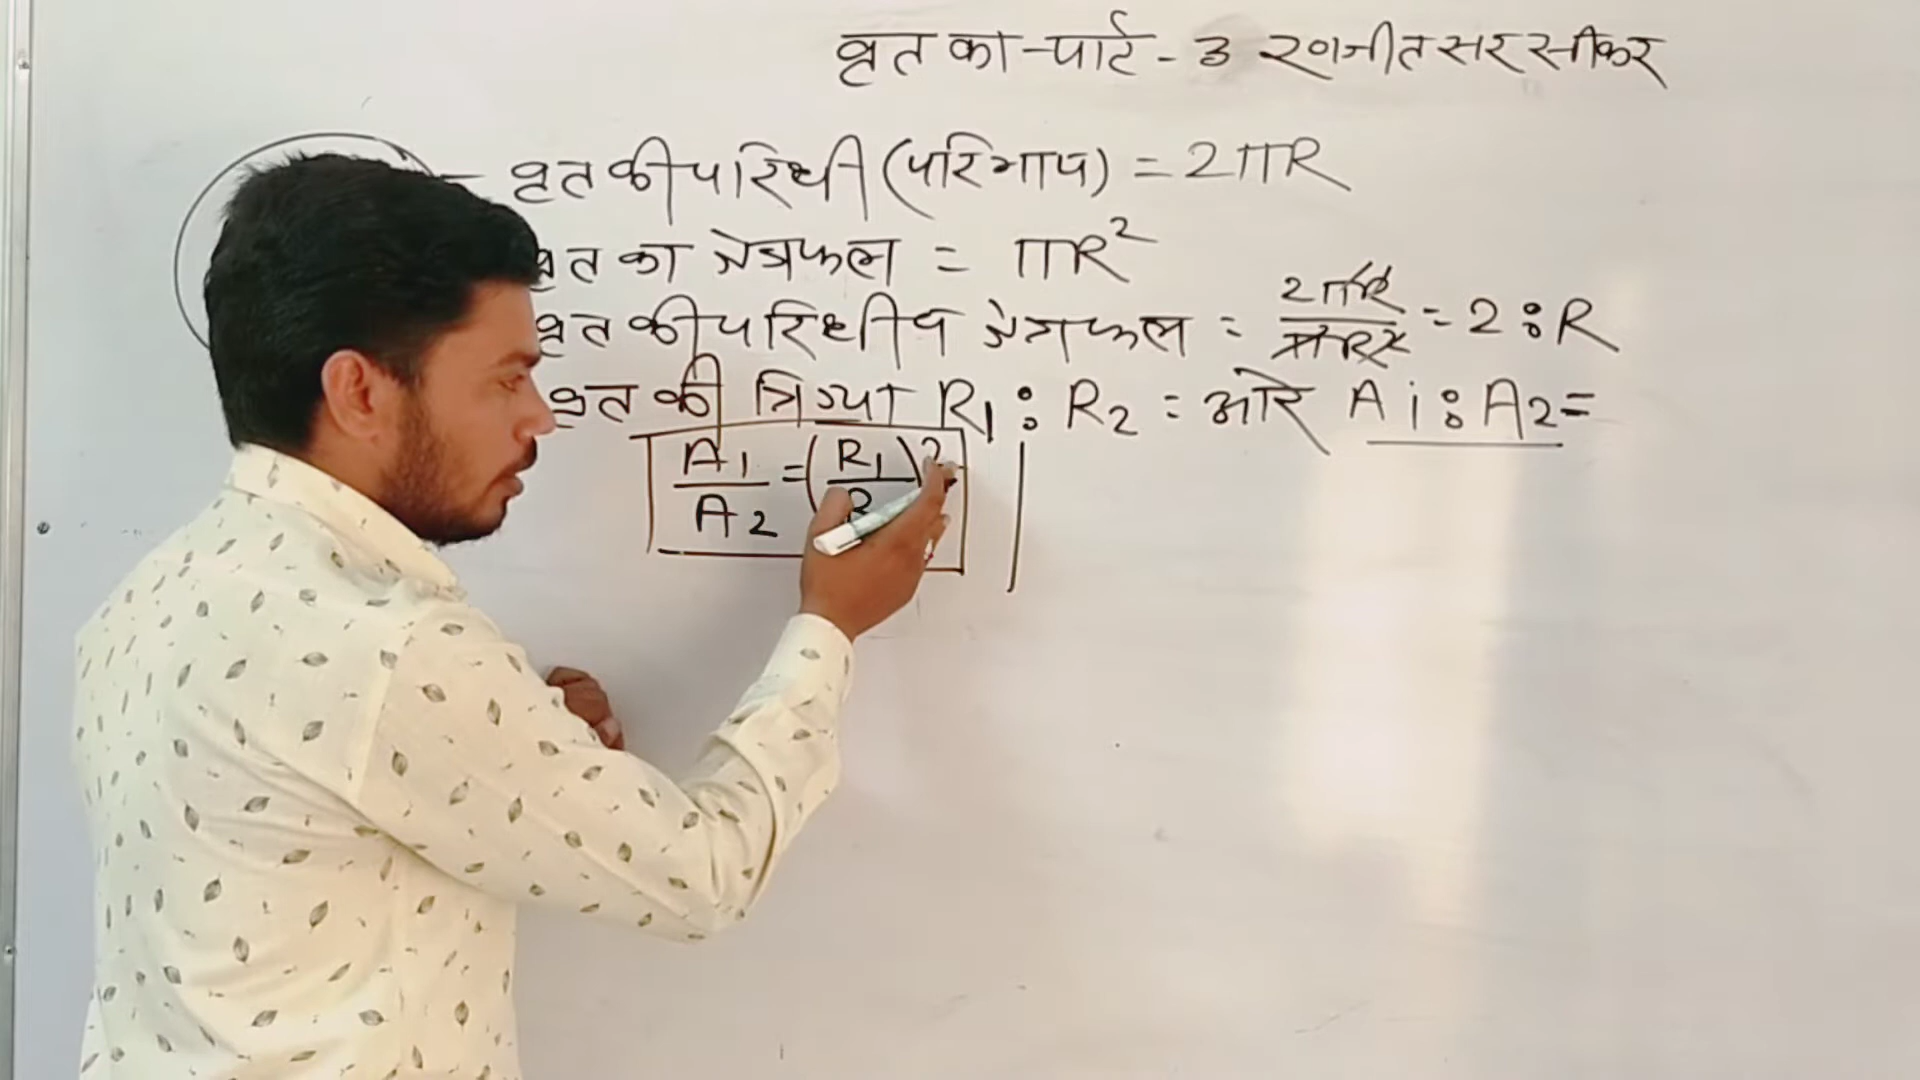 वृत का-पार्ट - 3 रणजीत सर सीकर
वृत की परिधी (परिमाप) = 2πR
वृत का क्षेत्रफल = πR²
वृत की परिधी व क्षेत्रफल = 2πR/πR² = 2:R
वृत की त्रिज्या R₁ : R₂ = और A₁:A₂=
A₁/A₂ = (R₁/R)²